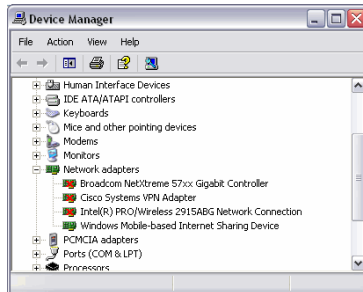 Device Manager
File Action View Help
Human Interface Devices
IDE ATA/ATAPI controllers
Keyboards
Mice and other pointing devices
Modems
Monitors
Network adapters
Broadcom NetXtreme 57xx Gigabit Controller
Cisco Systems VPN Adapter
Intel(R) PRO/Wireless 2915ABG Network Connection
Windows Mobile-based Internet Sharing Device
PCMCIA adapters
Ports (COM & LPT)
Processors